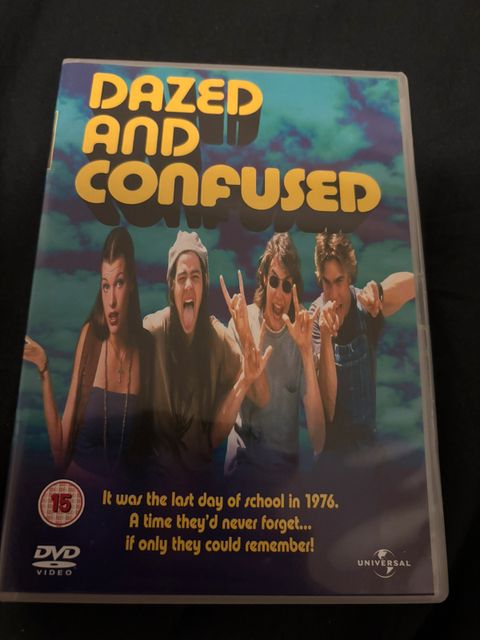 DAZED
AND
CONFUSED
15
It was the last day of school in 1976.
A time they'd never forget...
if only they could remember!
DVD
VIDEO
UNIVERSAL